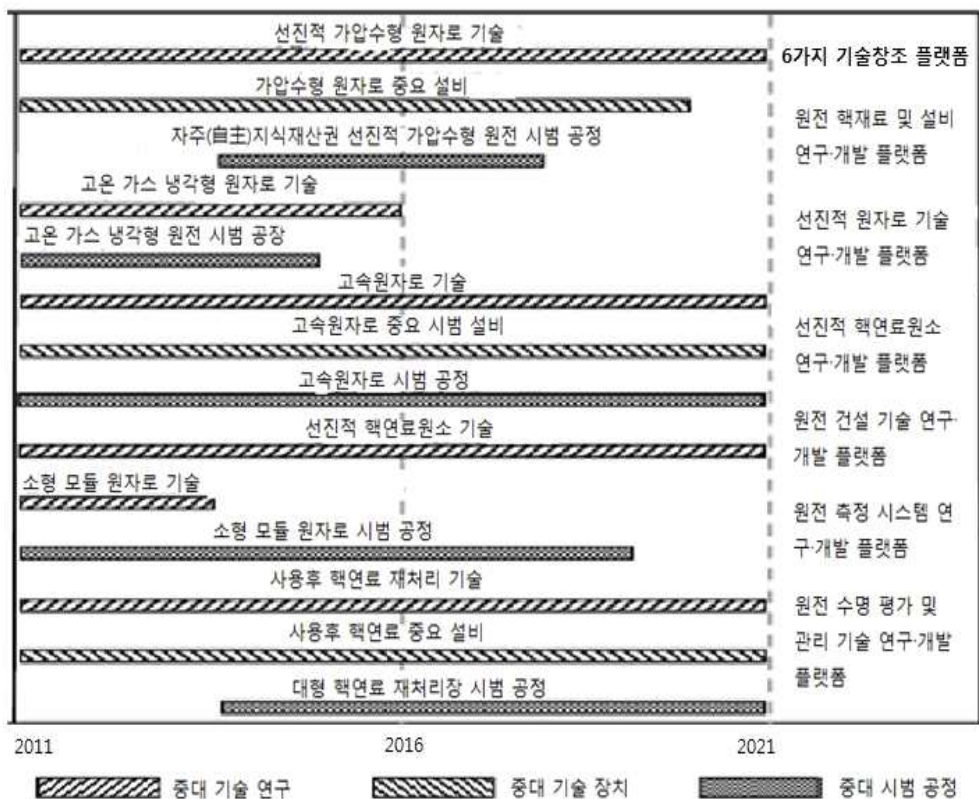 선진적 가압수형 원자로 기술
가압수형 원자로 중요 설비
자주(自主)지식재산권 선진적 가압수형 원전 시범 공정
고온 가스 냉각형 원자로 기술
고온 가스 냉각형 원전 시범 공장
고속원자로 기술
고속원자로 중요 시범 설비
고속원자로 시범 공정
선진적 핵연료원소 기술
소형 모듈 원자로 기술
소형 모듈 원자로 시범 공정
사용후 핵연료 재처리 기술
사용후 핵연료 중요 설비
대형 핵연료 재처리장 시범 공정
6가지 기술창조 플랫폼
원전 핵재료 및 설비
연구·개발 플랫폼
선진적 원자로 기술
연구·개발 플랫폼
선진적 핵연료원소
연구·개발 플랫폼
원전 건설 기술 연구·
개발 플랫폼
원전 측정 시스템 연
구·개발 플랫폼
원전 수명 평가 및
관리 기술 연구·개발
플랫폼
2011 2016 2021
중대 기술 연구 중대 기술 장치 중대 시범 공정